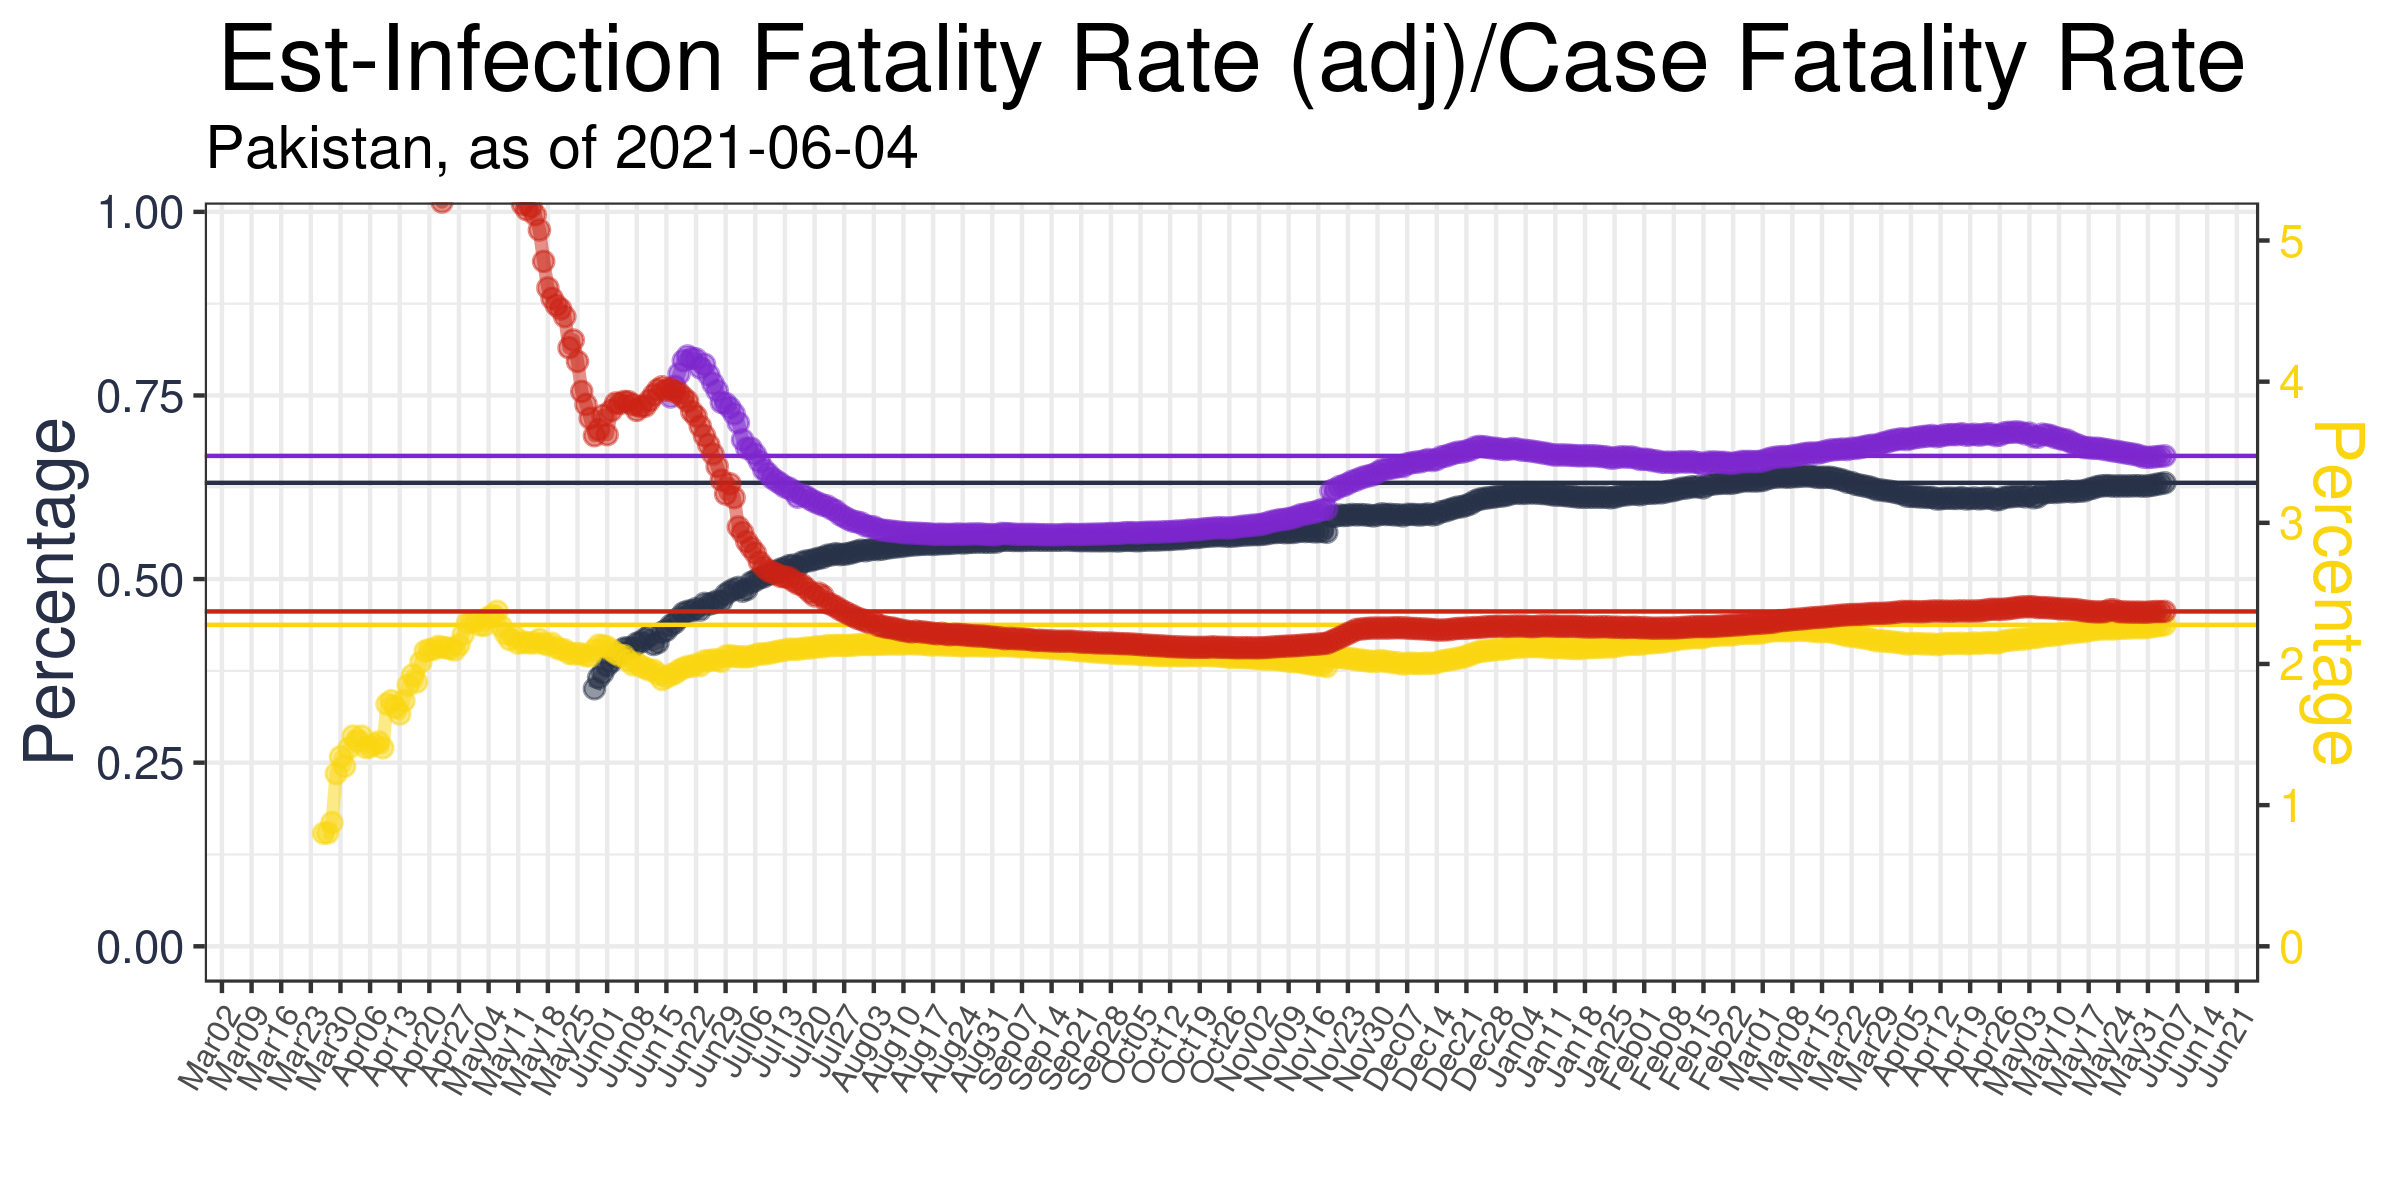 Est-Infection Fatality Rate (adj)/Case Fatality Rate
Pakistan, as of 2021-06-04
Percentage
1.00
0.75
0.50
0.25
0.00
5
4
3
2
1
0
Percentage
Mar02
Mar09
Mar16
Mar23
Mar30
Apr06
Apr13
Apr20
Apr27
May04
May11
May18
May25
Jun01
Jun08
Jun15
Jun22
Jun29
Jul06
Jul13
Jul20
Jul27
Aug03
Aug10
Aug17
Aug24
Aug31
Sep07
Sep14
Sep21
Sep28
Oct05
Oct12
Oct19
Oct26
Nov02
Nov09
Nov16
Nov23
Nov30
Dec07
Dec14
Dec21
Dec28
Jan04
Jan11
Jan18
Jan25
Feb01
Feb08
Feb15
Feb22
Mar01
Mar08
Mar15
Mar22
Mar29
Apr05
Apr12
Apr19
Apr26
May03
May10
May17
May24
May31
Jun07
Jun14
Jun21